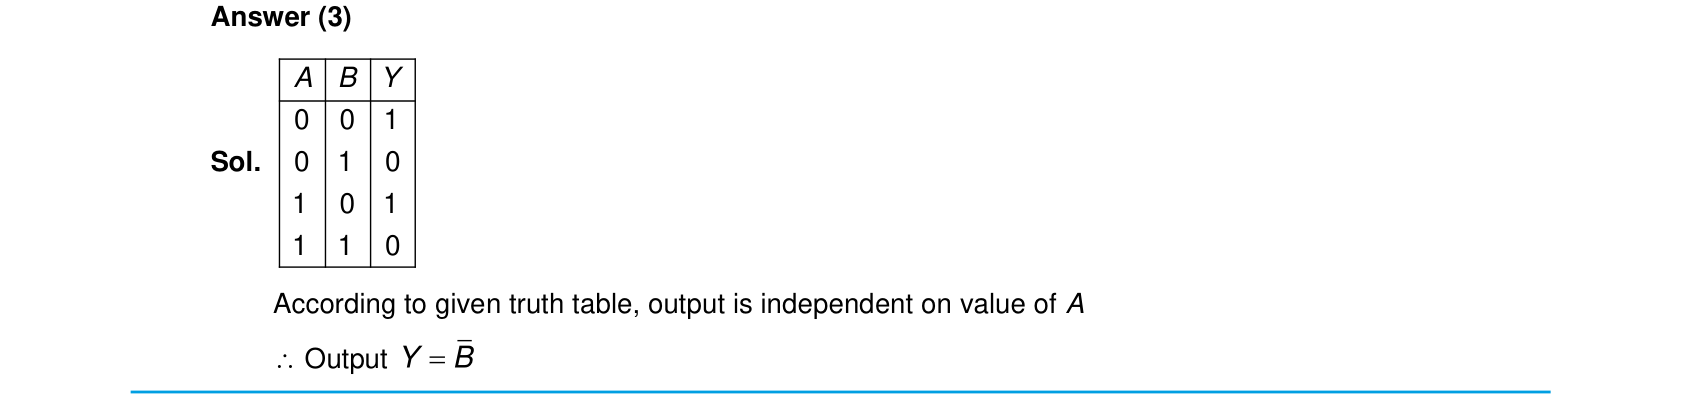 Answer (3)
A B Y
0 0 1
Sol. 0 1 0
1 0 1
1 1 0
According to given truth table, output is independent on value of A
∴ Output Y = B̄